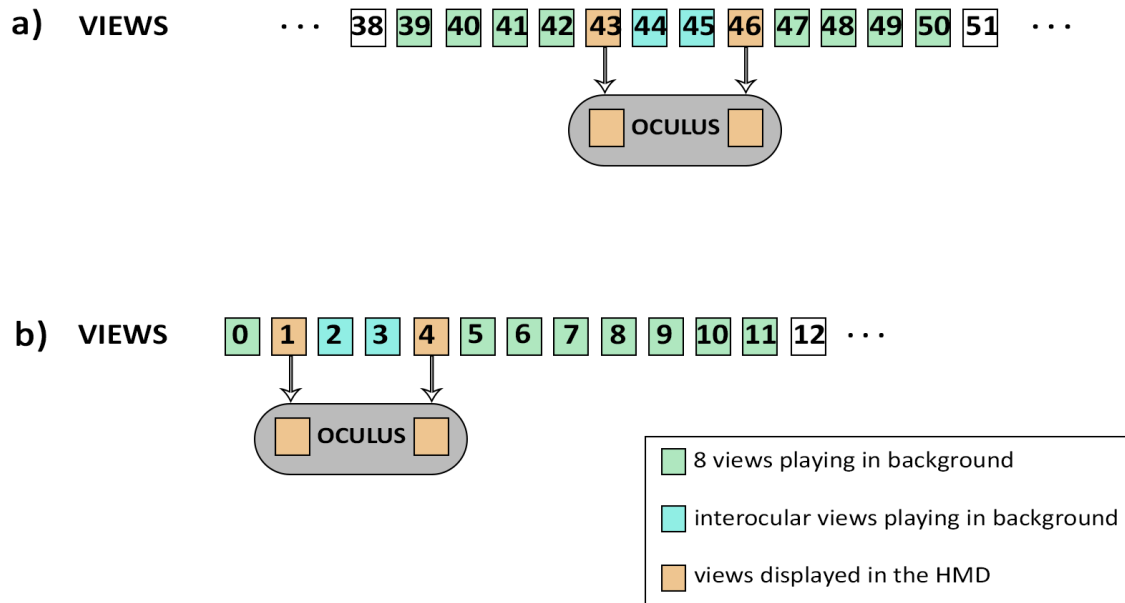 a) VIEWS ... 38 39 40 41 42 43 44 45 46 47 48 49 50 51 ...
OCULUS
b) VIEWS 0 1 2 3 4 5 6 7 8 9 10 11 12 ...
OCULUS
8 views playing in background
interocular views playing in background
views displayed in the HMD